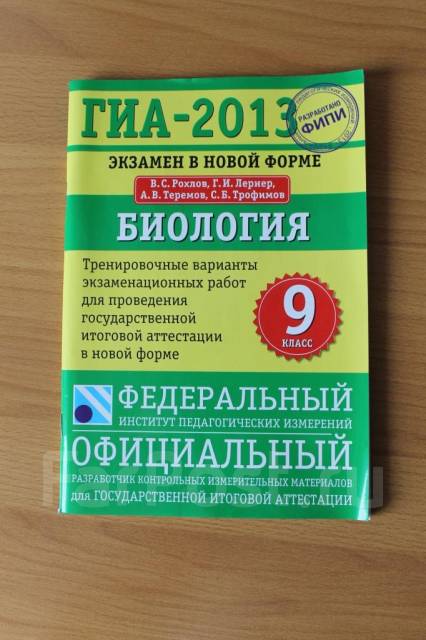 ГИА-2013
РАЗРАБОТАНО
ФИПИ
ЭКЗАМЕН В НОВОЙ ФОРМЕ
В.С. Рохлов, Г.И. Лернер,
А.В. Теремов, С.Б. Трофимов
БИОЛОГИЯ
Тренировочные варианты
экзаменационных работ
для проведения
государственной
итоговой аттестации
в новой форме
9
КЛАСС
ФЕДЕРАЛЬНЫЙ
ИНСТИТУТ ПЕДАГОГИЧЕСКИХ ИЗМЕРЕНИЙ
ОФИЦИАЛЬНЫЙ
РАЗРАБОТЧИК КОНТРОЛЬНЫХ ИЗМЕРИТЕЛЬНЫХ МАТЕРИАЛОВ
для ГОСУДАРСТВЕННОЙ ИТОГОВОЙ АТТЕСТАЦИИ